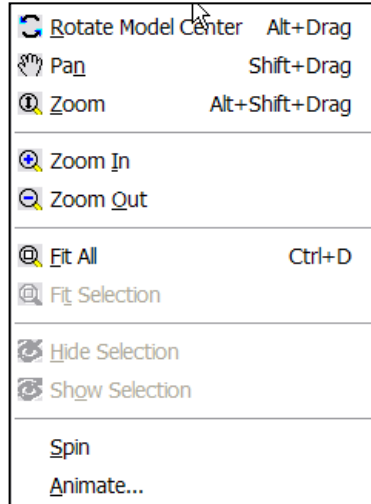 Rotate Model Center Alt+Drag
Pan Shift+Drag
Zoom Alt+Shift+Drag
Zoom In
Zoom Out
Fit All Ctrl+D
Fit Selection
Hide Selection
Show Selection
Spin
Animate...